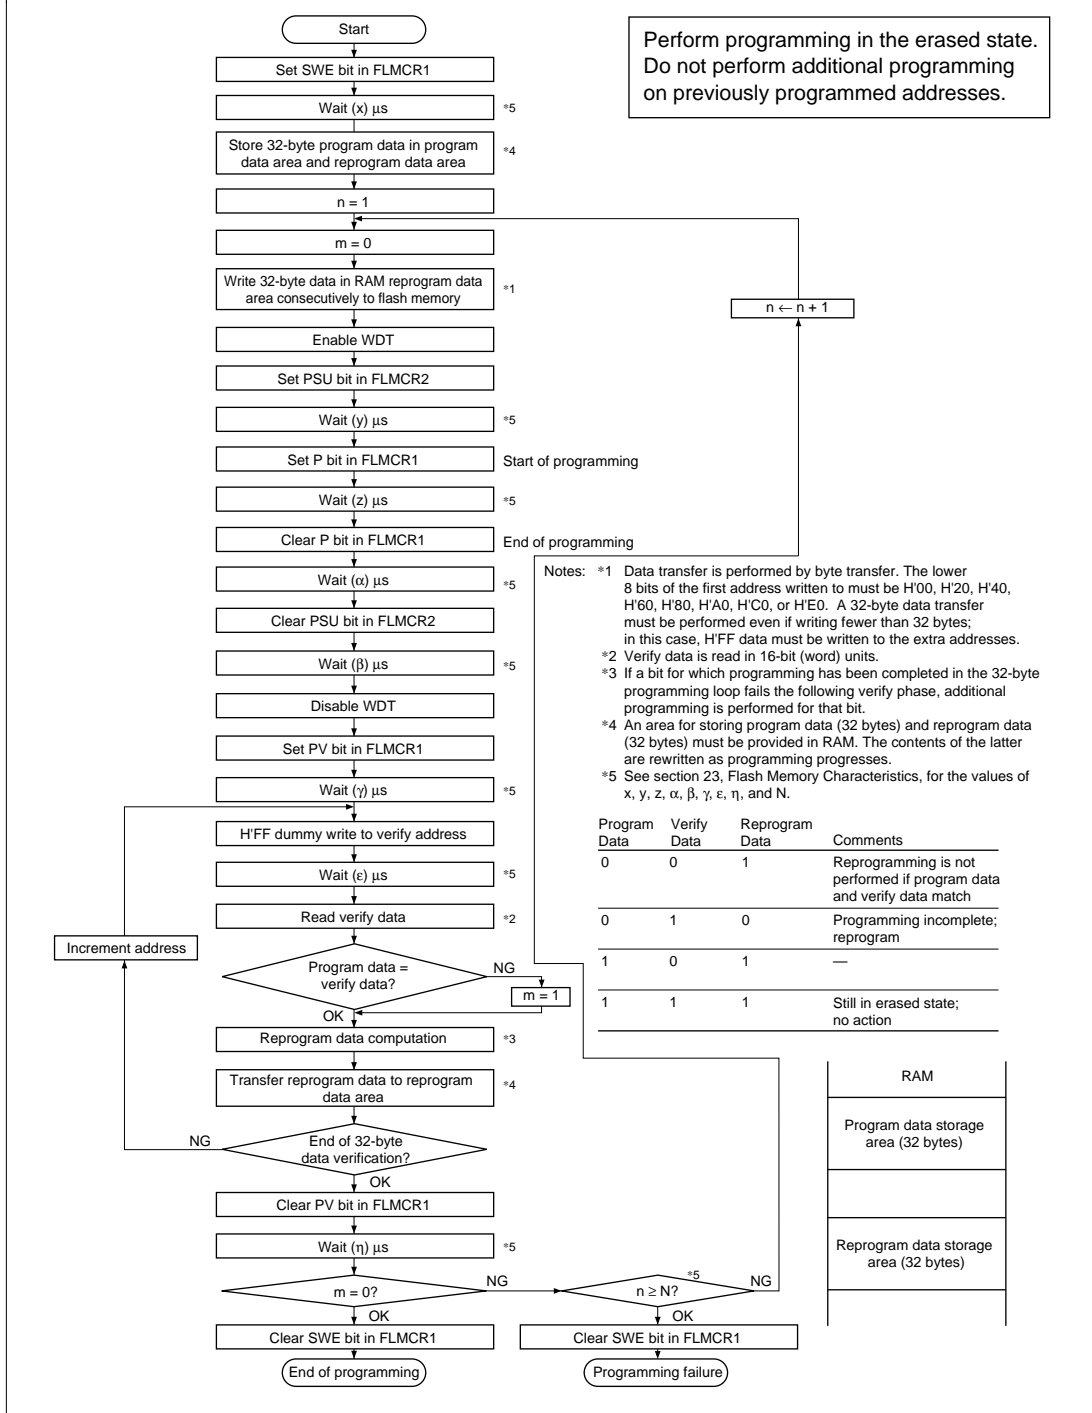 Start
Perform programming in the erased state.
Do not perform additional programming
on previously programmed addresses.
Set SWE bit in FLMCR1
Wait (x) μs
*5
Store 32-byte program data in program
data area and reprogram data area
*4
n = 1
m = 0
Write 32-byte data in RAM reprogram data
area consecutively to flash memory
*1
n ← n + 1
Enable WDT
Set PSU bit in FLMCR2
Wait (y) μs
*5
Set P bit in FLMCR1
Start of programming
Wait (z) μs
*5
Clear P bit in FLMCR1
End of programming
Wait (α) μs
*5
Clear PSU bit in FLMCR2
Wait (β) μs
*5
Disable WDT
Set PV bit in FLMCR1
Wait (γ) μs
*5
H'FF dummy write to verify address
Wait (ε) μs
*5
Read verify data
*2
Increment address
Program data =
verify data?
NG
m = 1
OK
Reprogram data computation
*3
Transfer reprogram data to reprogram
data area
*4
NG
End of 32-byte
data verification?
OK
Clear PV bit in FLMCR1
Wait (η) μs
*5
m = 0?
NG
n ≥ N?
*5
NG
OK
OK
Clear SWE bit in FLMCR1
Clear SWE bit in FLMCR1
End of programming
Programming failure
Notes: *1 Data transfer is performed by byte transfer. The lower
8 bits of the first address written to must be H'00, H'20, H'40,
H'60, H'80, H'A0, H'C0, or H'E0. A 32-byte data transfer
must be performed even if writing fewer than 32 bytes;
in this case, H'FF data must be written to the extra addresses.
*2 Verify data is read in 16-bit (word) units.
*3 If a bit for which programming has been completed in the 32-byte
programming loop fails the following verify phase, additional
programming is performed for that bit.
*4 An area for storing program data (32 bytes) and reprogram data
(32 bytes) must be provided in RAM. The contents of the latter
are rewritten as programming progresses.
*5 See section 23, Flash Memory Characteristics, for the values of
x, y, z, α, β, γ, ε, η, and N.
Program Verify Reprogram
Data Data Data Comments
0 0 1 Reprogramming is not
performed if program data
and verify data match
0 1 0 Programming incomplete;
reprogram
1 0 1 —
1 1 1 Still in erased state;
no action
RAM
Program data storage
area (32 bytes)
Reprogram data storage
area (32 bytes)